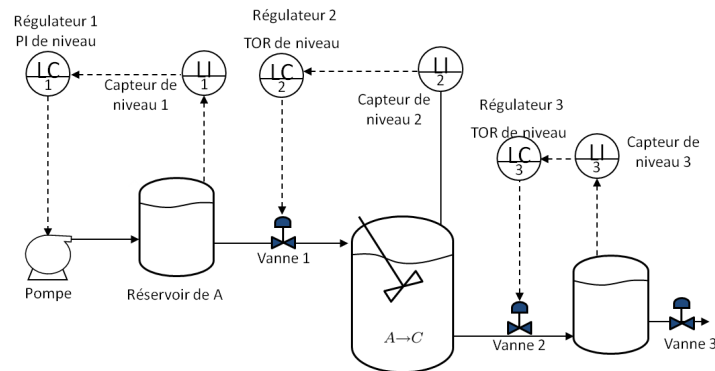 Régulateur 1
PI de niveau
LC
1
LI
1
Capteur de
niveau 1
Régulateur 2
TOR de niveau
LC
2
LI
2
Capteur de
niveau 2
Régulateur 3
TOR de niveau
LC
3
LI
3
Capteur de
niveau 3
Pompe
Réservoir de A
Vanne 1
A→C
Vanne 2
Vanne 3